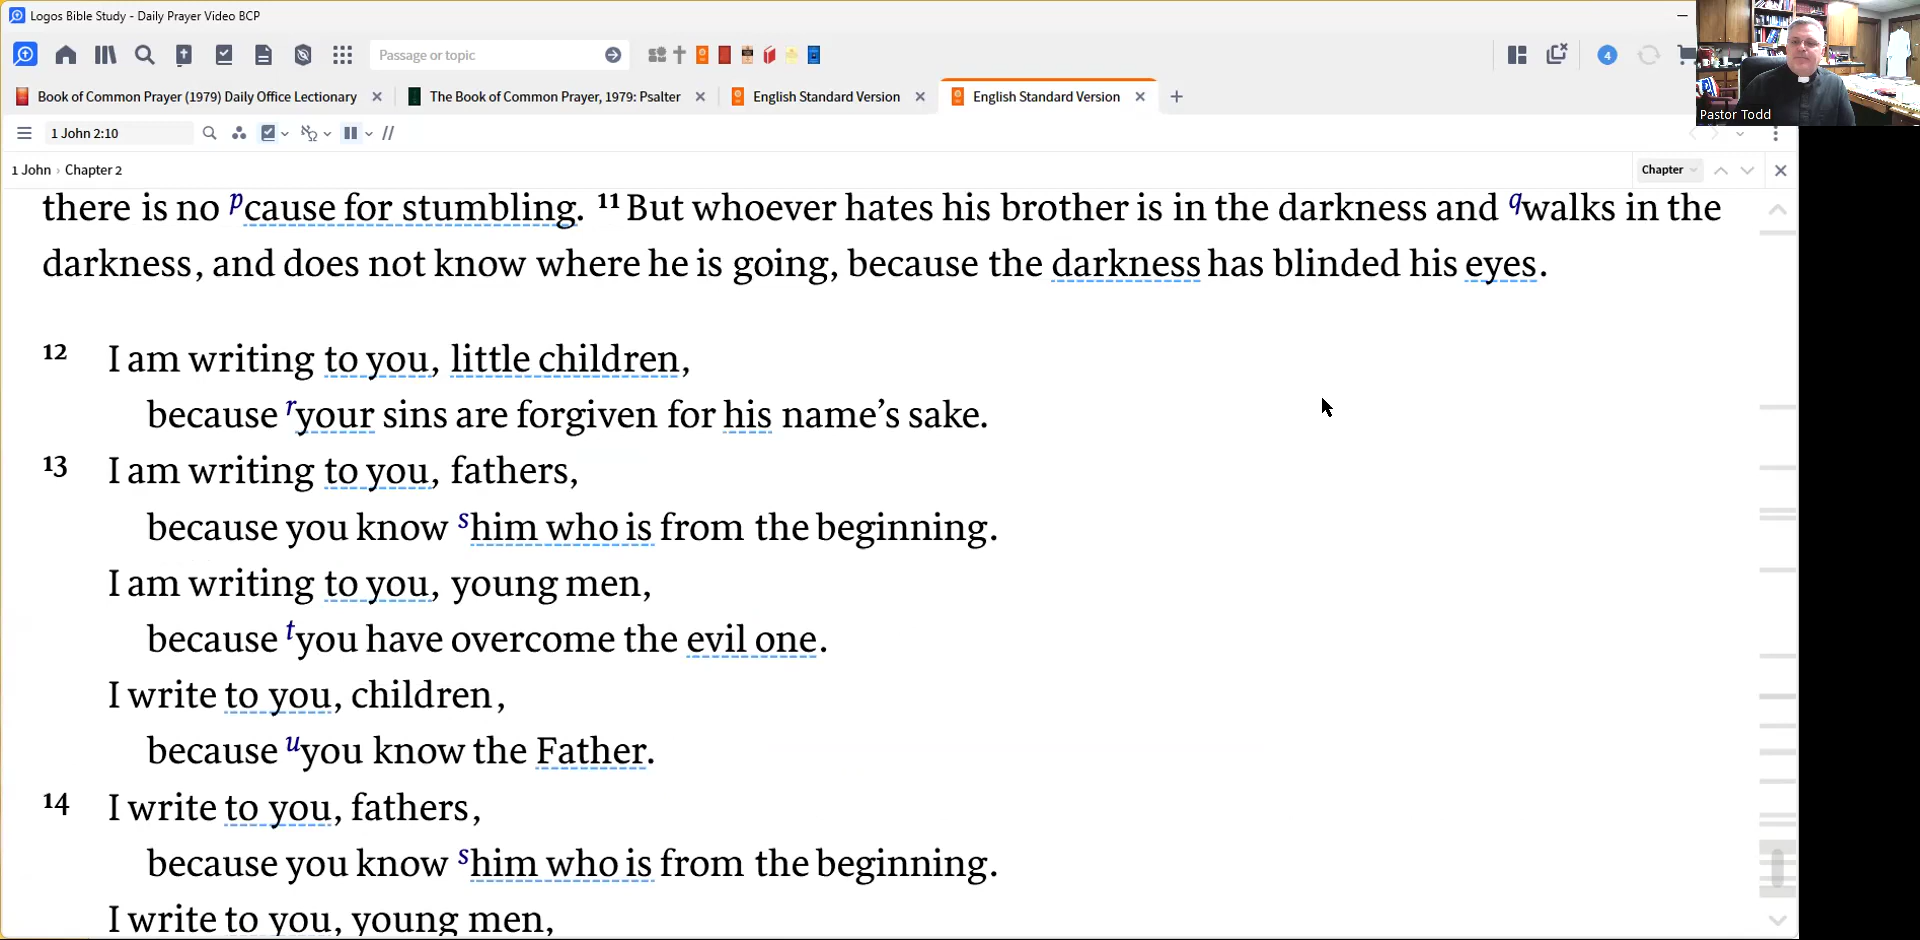 Logos Bible Study - Daily Prayer Video BCP
Passage or topic
4
Book of Common Prayer (1979) Daily Office Lectionary
The Book of Common Prayer, 1979: Psalter
English Standard Version
English Standard Version
Pastor Todd
1 John 2:10
1 John › Chapter 2
Chapter
there is no pcause for stumbling. 11 But whoever hates his brother is in the darkness and qwalks in the
darkness, and does not know where he is going, because the darkness has blinded his eyes.
12 I am writing to you, little children,
because ryour sins are forgiven for his name’s sake.
13 I am writing to you, fathers,
because you know shim who is from the beginning.
I am writing to you, young men,
because tyou have overcome the evil one.
I write to you, children,
because uyou know the Father.
14 I write to you, fathers,
because you know shim who is from the beginning.
I write to you, young men,